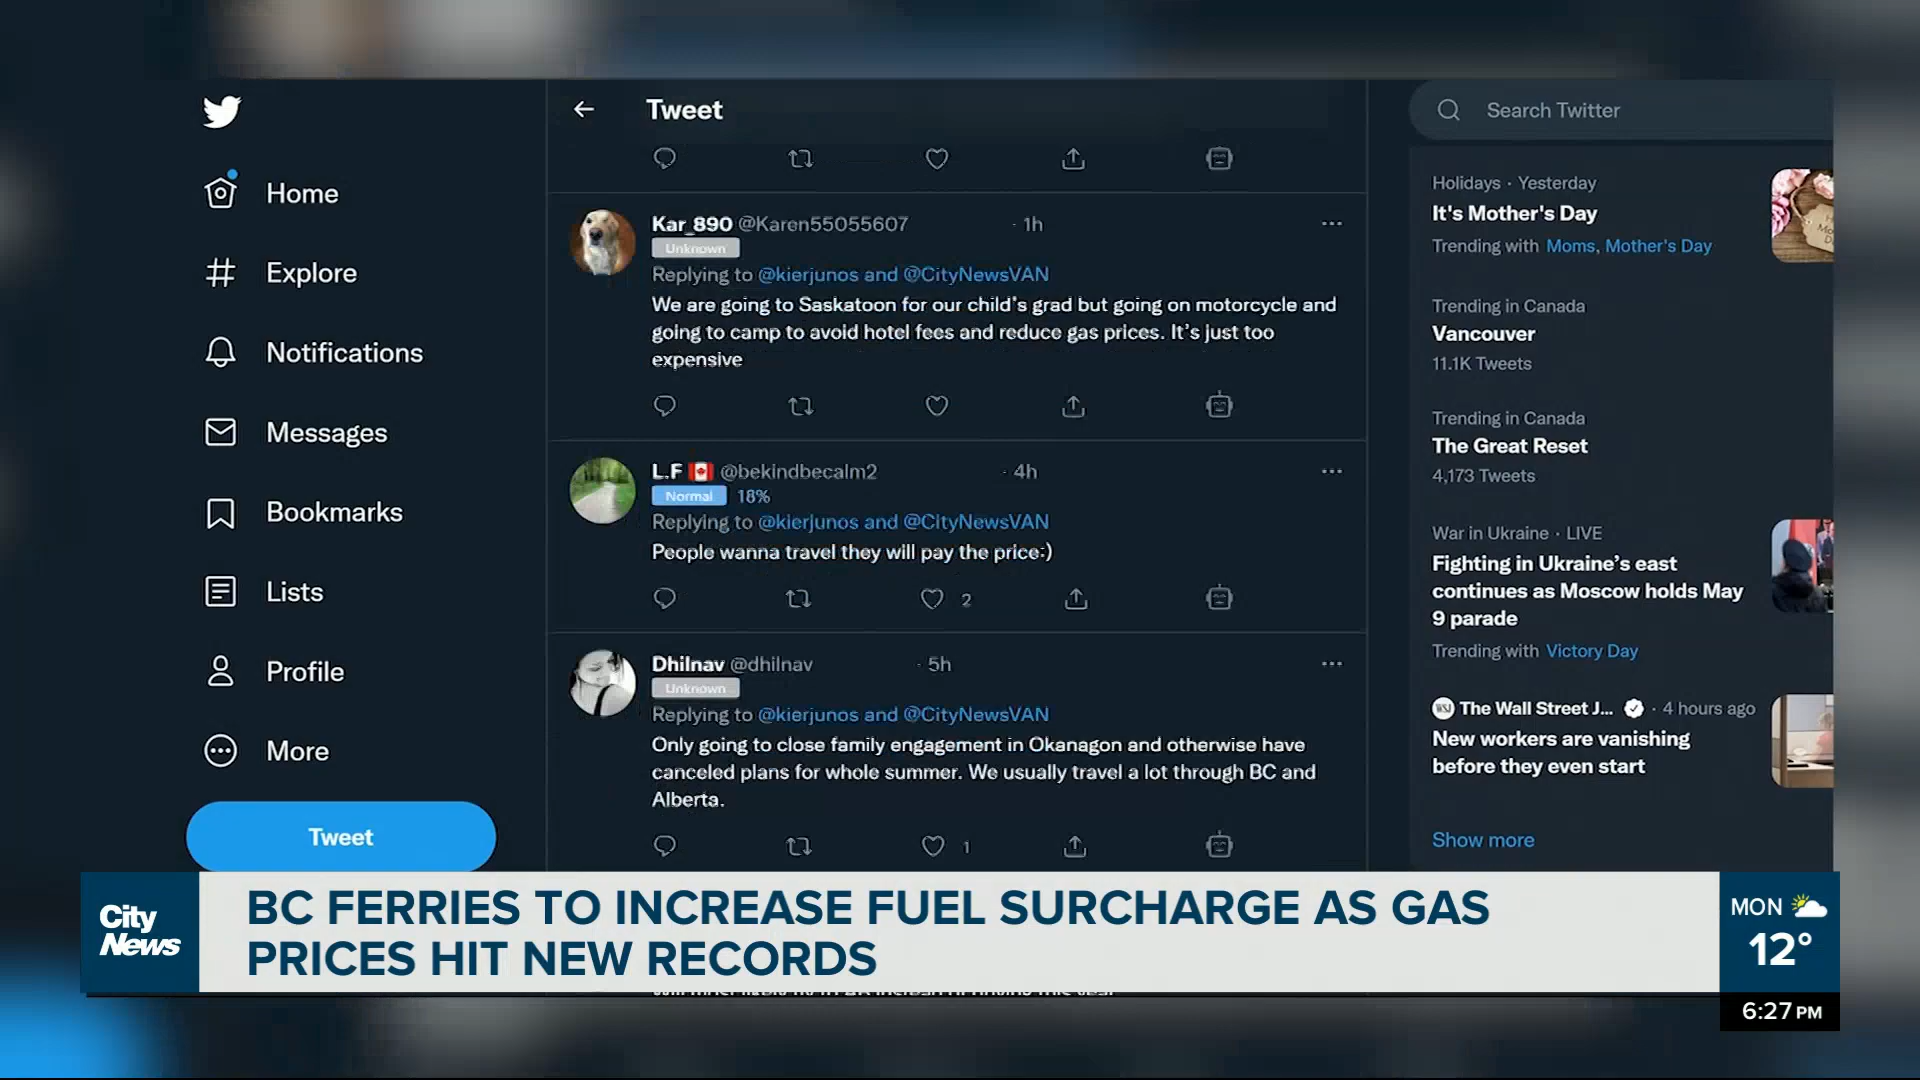 Tweet
Search Twitter
Home
Explore
Notifications
Messages
Bookmarks
Lists
Profile
More
Tweet
Kar_890 @Karen55055607 · 1h
Unknown
Replying to @kierjunos and @CityNewsVAN
We are going to Saskatoon for our child's grad but going on motorcycle and
going to camp to avoid hotel fees and reduce gas prices. It's just too
expensive
L.F @bekindbecalm2 · 4h
Normal 18%
Replying to @kierjunos and @CityNewsVAN
People wanna travel they will pay the price:)
2
Dhilnav @dhilnav · 5h
Unknown
Replying to @kierjunos and @CityNewsVAN
Only going to close family engagement in Okanagon and otherwise have
canceled plans for whole summer. We usually travel a lot through BC and
Alberta.
1
Holidays · Yesterday
It's Mother's Day
Trending with Moms, Mother's Day
Trending in Canada
Vancouver
11.1K Tweets
Trending in Canada
The Great Reset
4,173 Tweets
War in Ukraine · LIVE
Fighting in Ukraine's east
continues as Moscow holds May
9 parade
Trending with Victory Day
WSJ The Wall Street J... · 4 hours ago
New workers are vanishing
before they even start
Show more
City
News
BC FERRIES TO INCREASE FUEL SURCHARGE AS GAS
PRICES HIT NEW RECORDS
MON
12°
6:27 PM